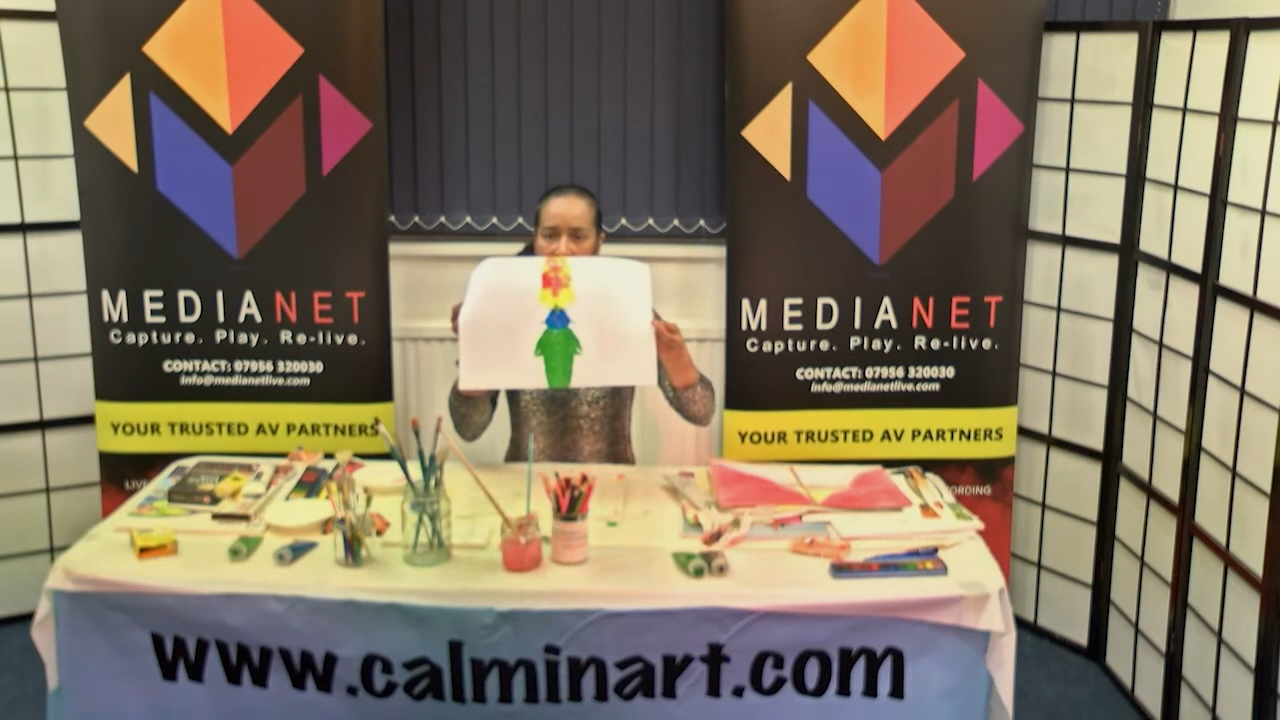 MEDIANET
Capture. Play. Re-live.
CONTACT: 07956 320030
info@medianetlive.com
YOUR TRUSTED AV PARTNERS
MEDIANET
Capture. Play. Re-live.
CONTACT: 07956 320030
info@medianetlive.com
YOUR TRUSTED AV PARTNERS
www.calminart.com